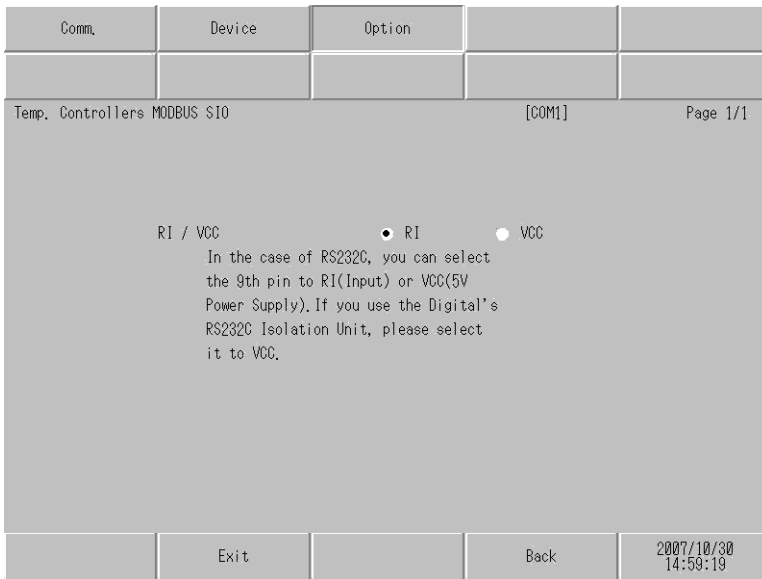 Comm. Device Option
Temp. Controllers MODBUS SIO [COM1] Page 1/1
RI / VCC RI VCC
In the case of RS232C, you can select
the 9th pin to RI(Input) or VCC(5V
Power Supply).If you use the Digital's
RS232C Isolation Unit, please select
it to VCC.
Exit Back 2007/10/30
14:59:19